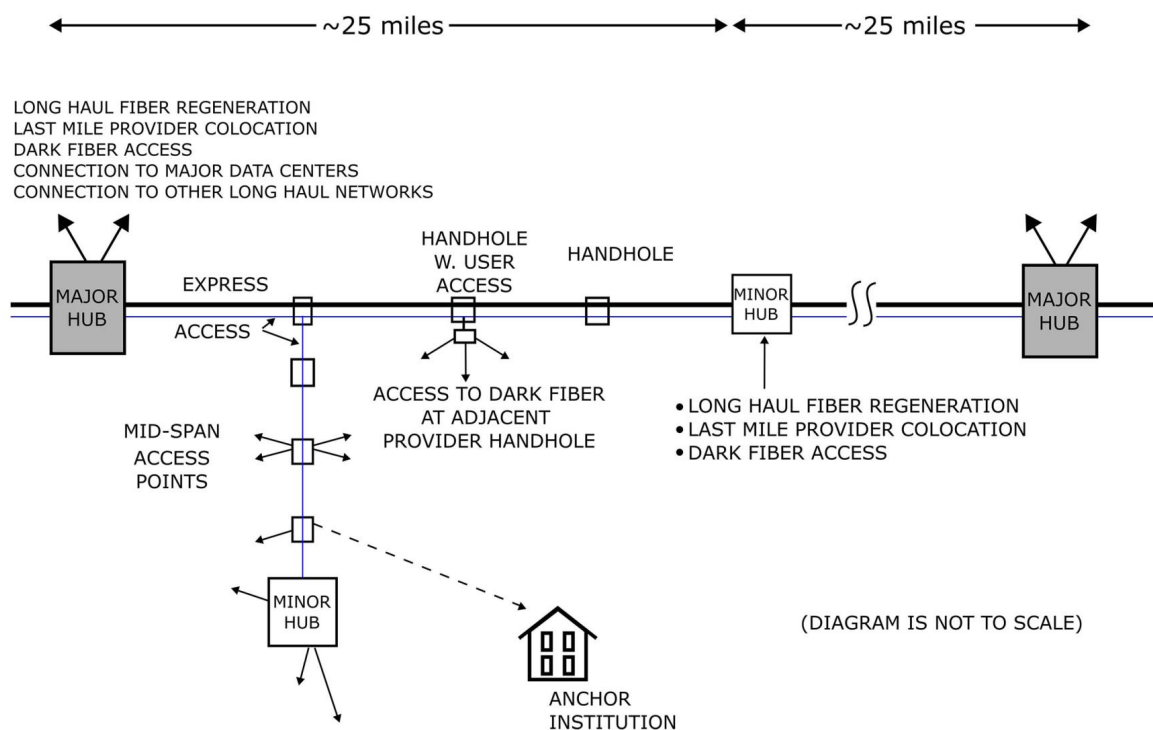 ~25 miles
~25 miles
LONG HAUL FIBER REGENERATION
LAST MILE PROVIDER COLOCATION
DARK FIBER ACCESS
CONNECTION TO MAJOR DATA CENTERS
CONNECTION TO OTHER LONG HAUL NETWORKS
MAJOR
HUB
EXPRESS
ACCESS
HANDHOLE
W. USER
ACCESS
HANDHOLE
MINOR
HUB
MAJOR
HUB
ACCESS TO DARK FIBER
AT ADJACENT
PROVIDER HANDHOLE
• LONG HAUL FIBER REGENERATION
• LAST MILE PROVIDER COLOCATION
• DARK FIBER ACCESS
MID-SPAN
ACCESS
POINTS
MINOR
HUB
ANCHOR
INSTITUTION
(DIAGRAM IS NOT TO SCALE)